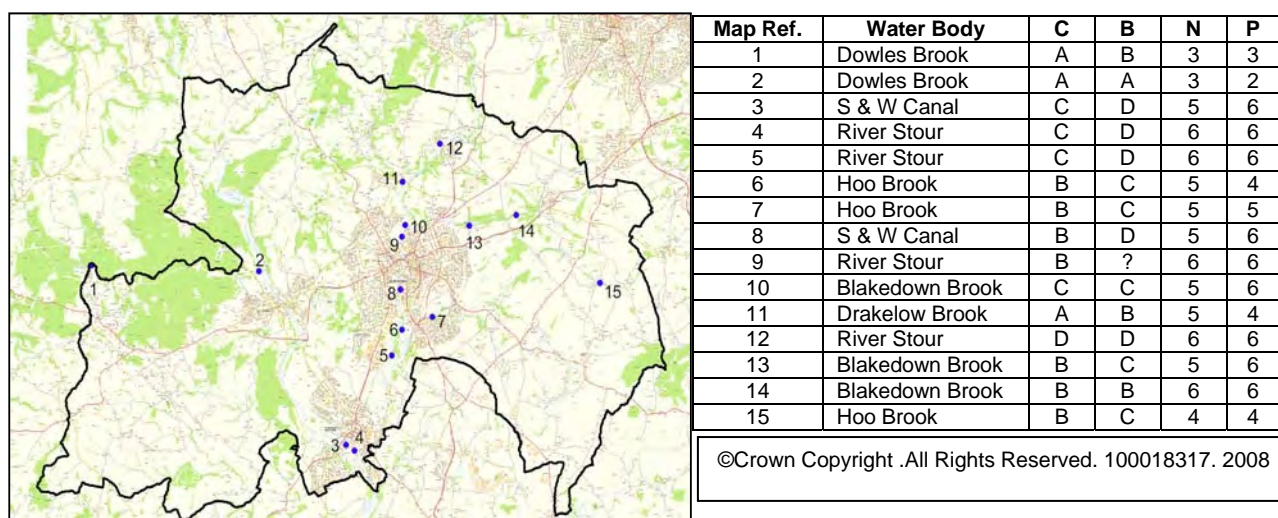 Map Ref. Water Body C B N P
1 Dowles Brook A B 3 3
2 Dowles Brook A A 3 2
3 S & W Canal C D 5 6
4 River Stour C D 6 6
5 River Stour C D 6 6
6 Hoo Brook B C 5 4
7 Hoo Brook B C 5 5
8 S & W Canal B D 5 6
9 River Stour B ? 6 6
10 Blakedown Brook C C 5 6
11 Drakelow Brook A B 5 4
12 River Stour D D 6 6
13 Blakedown Brook B C 5 6
14 Blakedown Brook B B 6 6
15 Hoo Brook B C 4 4
©Crown Copyright .All Rights Reserved. 100018317. 2008
12
11
10
14
9
13
2
1
8
15
7
6
5
4
3